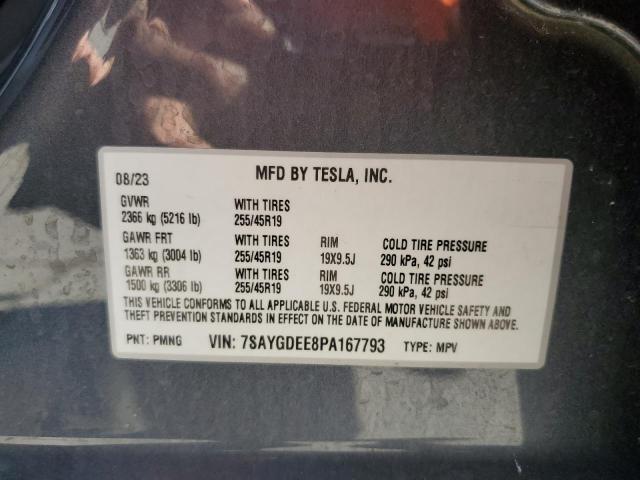 08/23 MFD BY TESLA, INC.
GVWR WITH TIRES
2366 kg (5216 lb) 255/45R19
GAWR FRT WITH TIRES RIM COLD TIRE PRESSURE
1363 kg (3004 lb) 255/45R19 19X9.5J 290 kPa, 42 psi
GAWR RR WITH TIRES RIM COLD TIRE PRESSURE
1500 kg (3306 lb) 255/45R19 19X9.5J 290 kPa, 42 psi
THIS VEHICLE CONFORMS TO ALL APPLICABLE U.S. FEDERAL MOTOR VEHICLE SAFETY AND
THEFT PREVENTION STANDARDS IN EFFECT ON THE DATE OF MANUFACTURE SHOWN ABOVE.
PNT: PMNG VIN: 7SAYGDEE8PA167793 TYPE: MPV